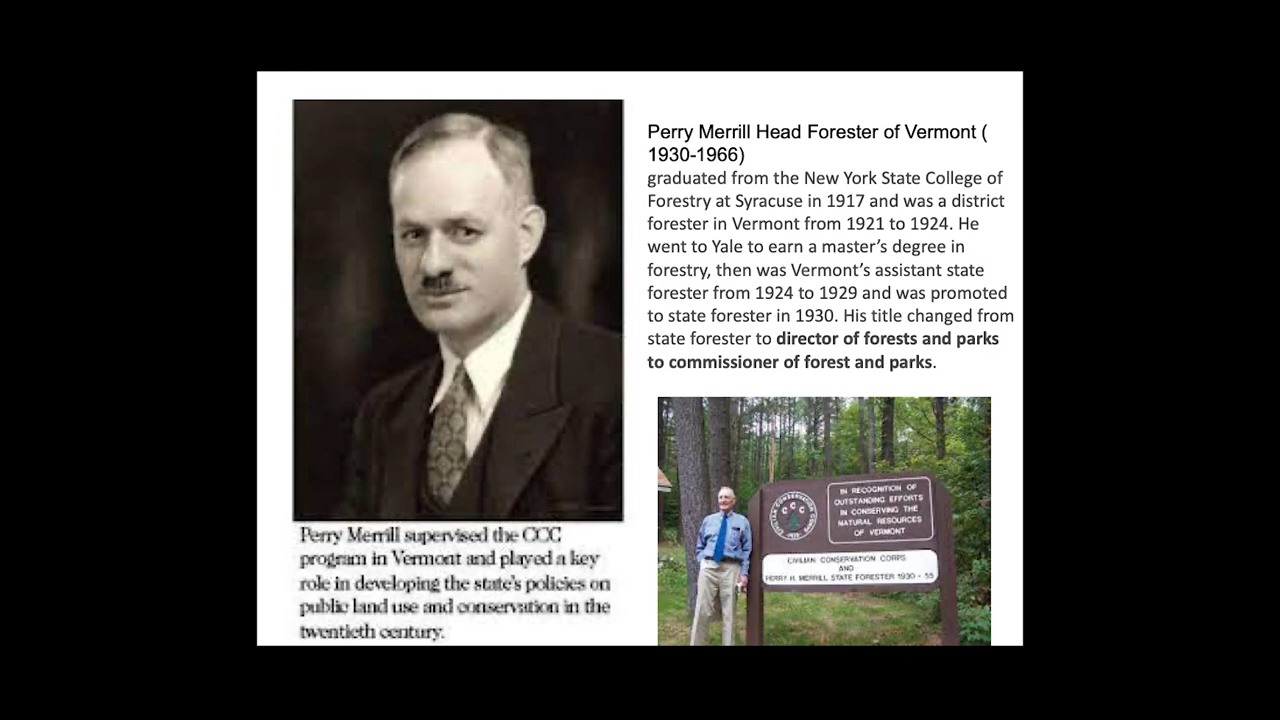 Perry Merrill Head Forester of Vermont (
1930-1966)
graduated from the New York State College of
Forestry at Syracuse in 1917 and was a district
forester in Vermont from 1921 to 1924. He
went to Yale to earn a master’s degree in
forestry, then was Vermont’s assistant state
forester from 1924 to 1929 and was promoted
to state forester in 1930. His title changed from
state forester to director of forests and parks
to commissioner of forest and parks.
Perry Merrill supervised the CCC
program in Vermont and played a key
role in developing the state's policies on
public land use and conservation in the
twentieth century.
CIVILIAN CONSERVATION CORPS
CCC
IN RECOGNITION OF
OUTSTANDING EFFORTS
IN CONSERVING THE
NATURAL RESOURCES
OF VERMONT
CIVILIAN CONSERVATION CORPS
AND
PERRY H. MERRILL STATE FORESTER 1930 - 55